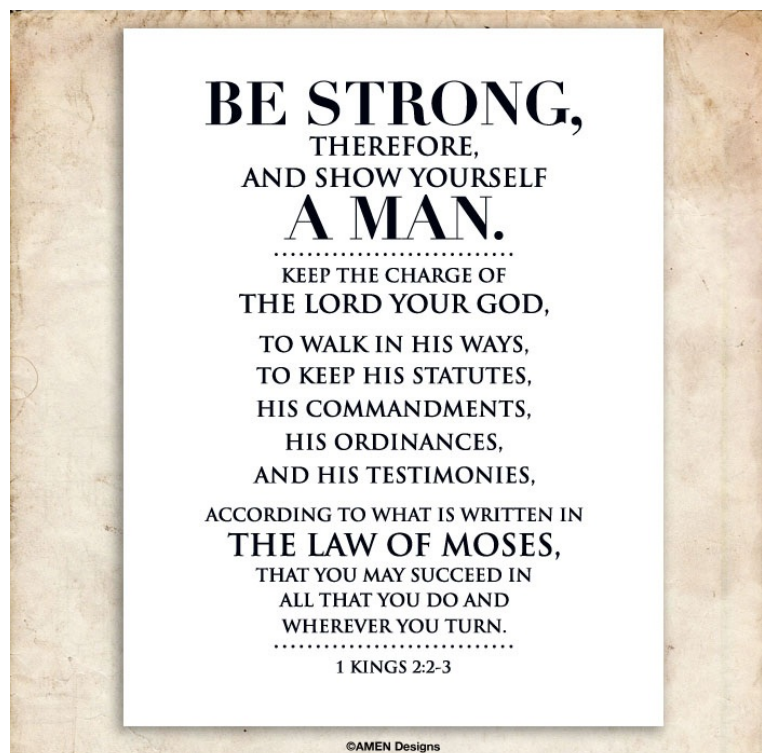 BE STRONG,
THEREFORE,
AND SHOW YOURSELF
A MAN.
KEEP THE CHARGE OF
THE LORD YOUR GOD,
TO WALK IN HIS WAYS,
TO KEEP HIS STATUTES,
HIS COMMANDMENTS,
HIS ORDINANCES,
AND HIS TESTIMONIES,
ACCORDING TO WHAT IS WRITTEN IN
THE LAW OF MOSES,
THAT YOU MAY SUCCEED IN
ALL THAT YOU DO AND
WHEREVER YOU TURN.
1 KINGS 2:2-3
©AMEN Designs